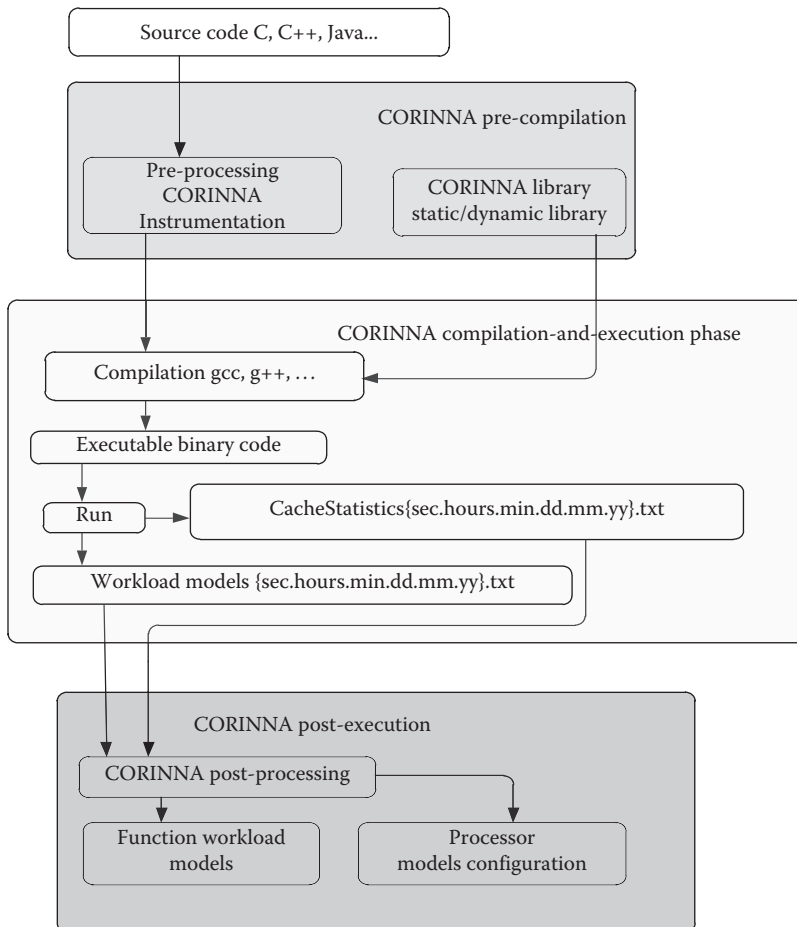 Source code C, C++, Java...
CORINNA pre-compilation
Pre-processing
CORINNA
Instrumentation
CORINNA library
static/dynamic library
CORINNA compilation-and-execution phase
Compilation gcc, g++, …
Executable binary code
Run
CacheStatistics{sec.hours.min.dd.mm.yy}.txt
Workload models {sec.hours.min.dd.mm.yy}.txt
CORINNA post-execution
CORINNA post-processing
Function workload
models
Processor
models configuration